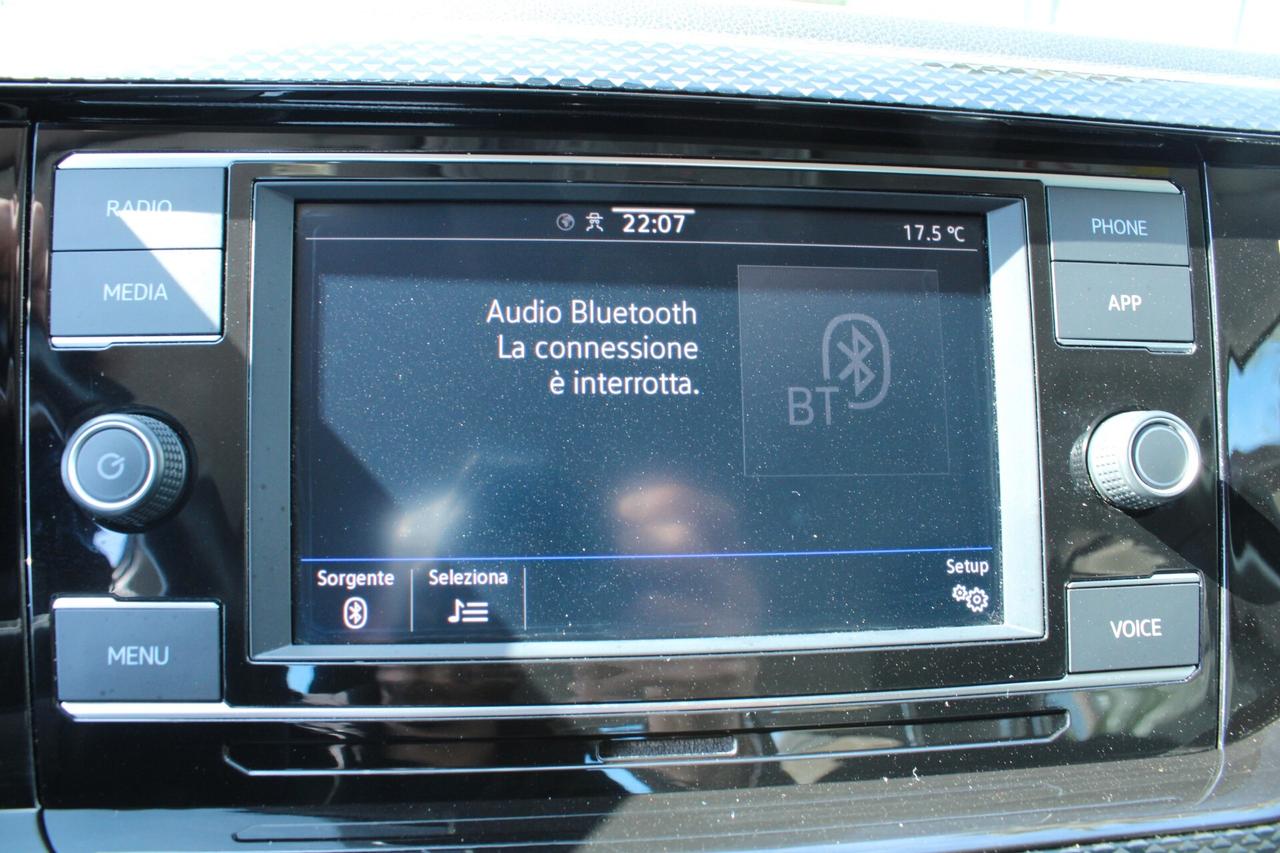 RADIO
MEDIA
MENU
22:07
17.5 °C
Audio Bluetooth
La connessione
è interrotta.
BT
Sorgente
Seleziona
Setup
PHONE
APP
VOICE